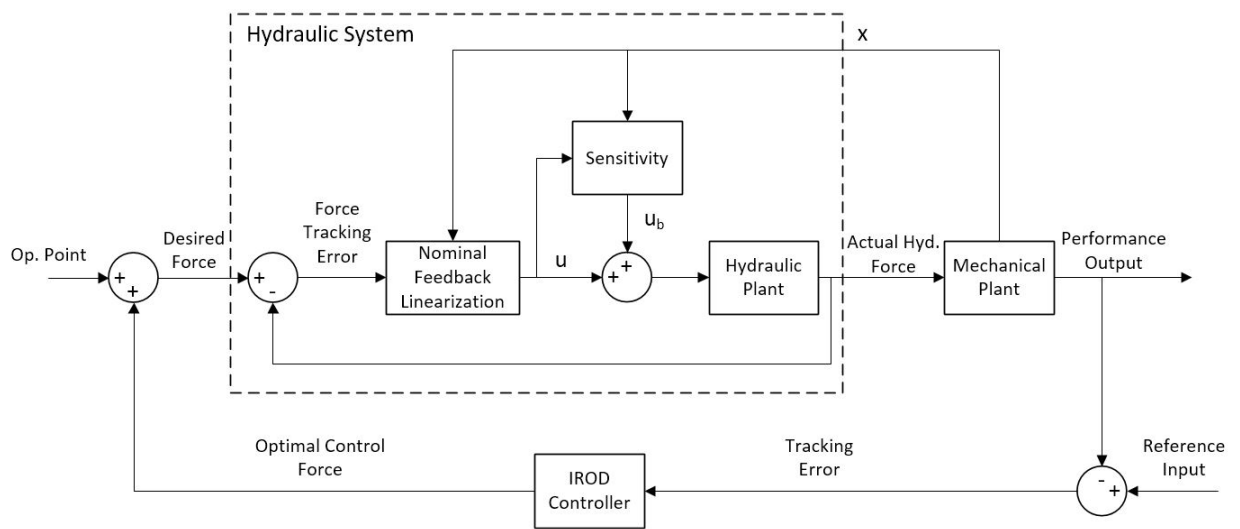 Hydraulic System
x
Sensitivity
u_b
Force
Tracking
Error
Desired
Force
Op. Point
+
+
+
-
Nominal
Feedback
Linearization
u
+
+
Hydraulic
Plant
Actual Hyd.
Force
Mechanical
Plant
Performance
Output
Optimal Control
Force
IROD
Controller
Tracking
Error
-
+
Reference
Input